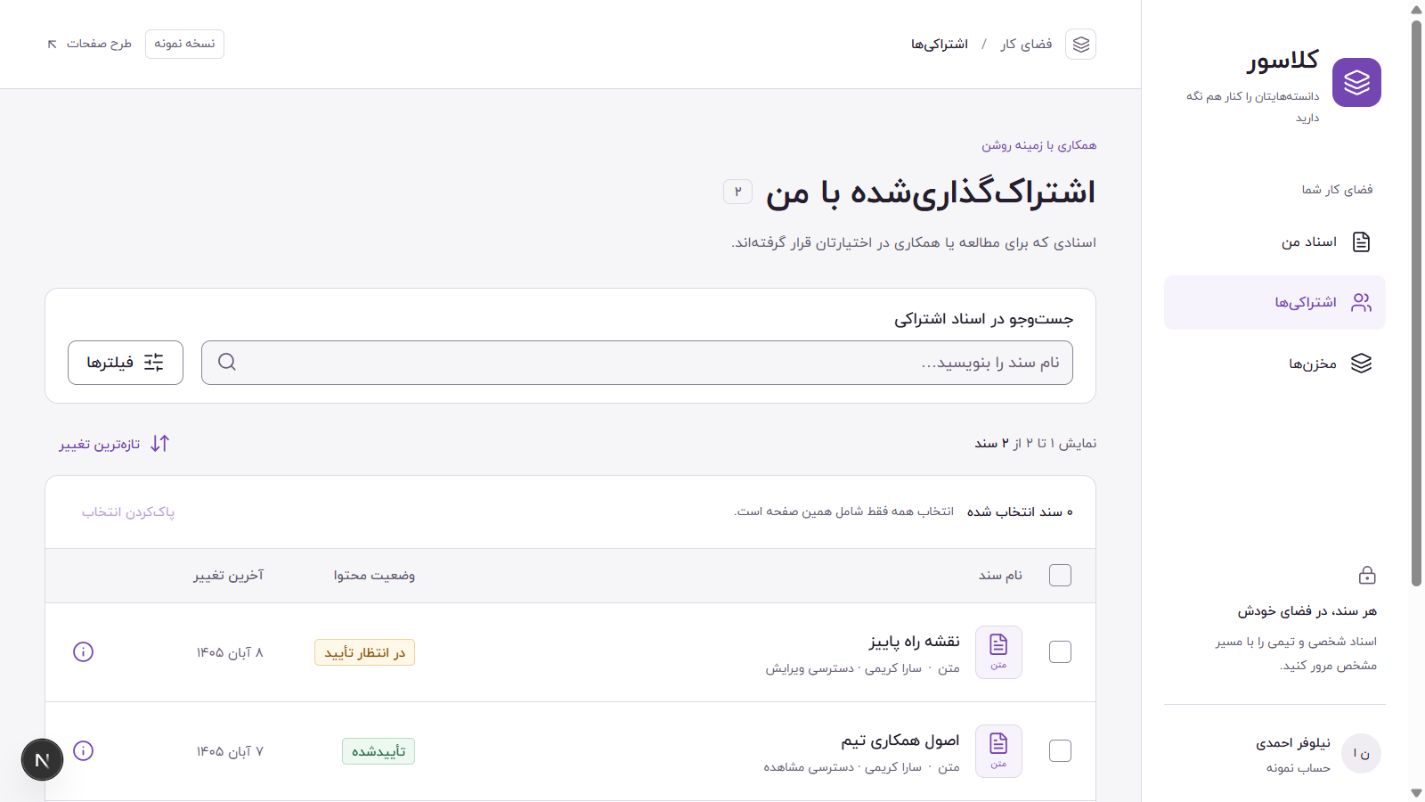 کلاسور
دانسته‌هایتان را کنار هم نگه
دارید
فضای کار شما
اسناد من
اشتراکی‌ها
مخزن‌ها
هر سند، در فضای خودش
اسناد شخصی و تیمی را با مسیر
مشخص مرور کنید.
ن ا
نیلوفر احمدی
حساب نمونه
فضای کار / اشتراکی‌ها
نسخه نمونه
طرح صفحات
همکاری با زمینه روشن
اشتراک‌گذاری‌شده با من ۲
اسنادی که برای مطالعه یا همکاری در اختیارتان قرار گرفته‌اند.
جست‌وجو در اسناد اشتراکی
نام سند را بنویسید...
فیلترها
نمایش ۱ تا ۲ از ۲ سند
تازه‌ترین تغییر
۰ سند انتخاب شده انتخاب همه فقط شامل همین صفحه است.
پاک‌کردن انتخاب
نام سند وضعیت محتوا آخرین تغییر
متن
نقشه راه پاییز
متن · سارا کریمی · دسترسی ویرایش
در انتظار تأیید
۸ آبان ۱۴۰۵
متن
اصول همکاری تیم
متن · سارا کریمی · دسترسی مشاهده
تأییدشده
۷ آبان ۱۴۰۵
N